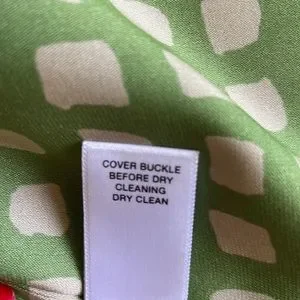 COVER BUCKLE
BEFORE DRY
CLEANING
DRY CLEAN